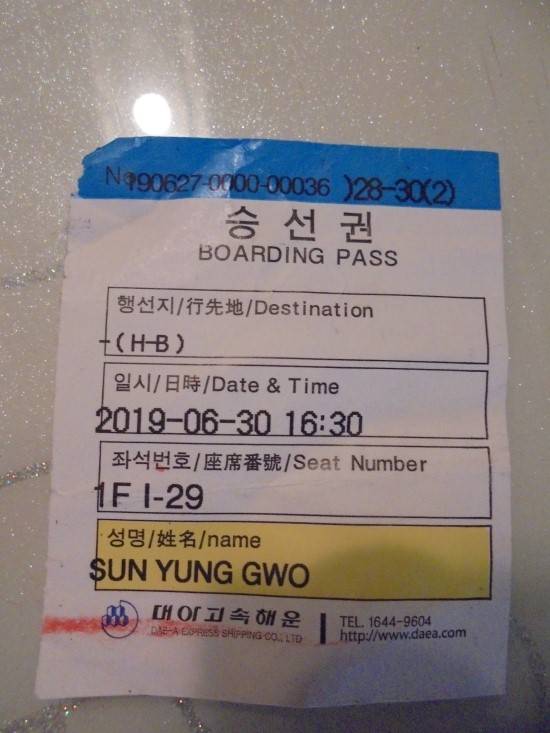 No190627-0000-00036 )28-30(2)
승선권
BOARDING PASS
행선지/行先地/Destination
-(H-B)
일시/日時/Date & Time
2019-06-30 16:30
좌석번호/座席番號/Seat Number
1F I-29
성명/姓名/name
SUN YUNG GWO
대아고속해운
DAE-A EXPRESS SHIPPING CO., LTD
TEL. 1644-9604
http://www.daea.com